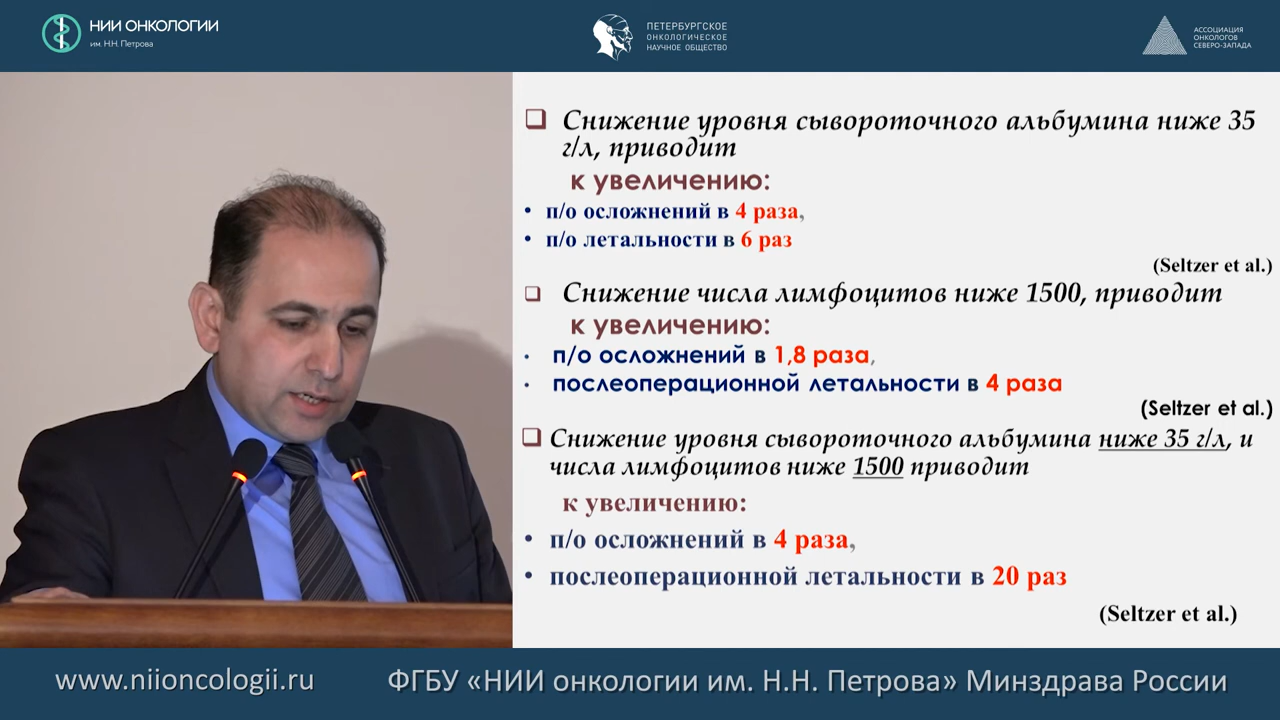 НИИ ОНКОЛОГИИ
им. Н.Н. Петрова
ПЕТЕРБУРГСКОЕ
ОНКОЛОГИЧЕСКОЕ
НАУЧНОЕ ОБЩЕСТВО
АССОЦИАЦИЯ
ОНКОЛОГОВ
СЕВЕРО-ЗАПАДА
Снижение уровня сывороточного альбумина ниже 35
г/л, приводит
к увеличению:
• п/о осложнений в 4 раза,
• п/о летальности в 6 раз
(Seltzer et al.)
Снижение числа лимфоцитов ниже 1500, приводит
к увеличению:
• п/о осложнений в 1,8 раза,
• послеоперационной летальности в 4 раза
(Seltzer et al.)
Снижение уровня сывороточного альбумина ниже 35 г/л, и
числа лимфоцитов ниже 1500 приводит
к увеличению:
• п/о осложнений в 4 раза,
• послеоперационной летальности в 20 раз
(Seltzer et al.)
www.niioncologii.ru
ФГБУ «НИИ онкологии им. Н.Н. Петрова» Минздрава России